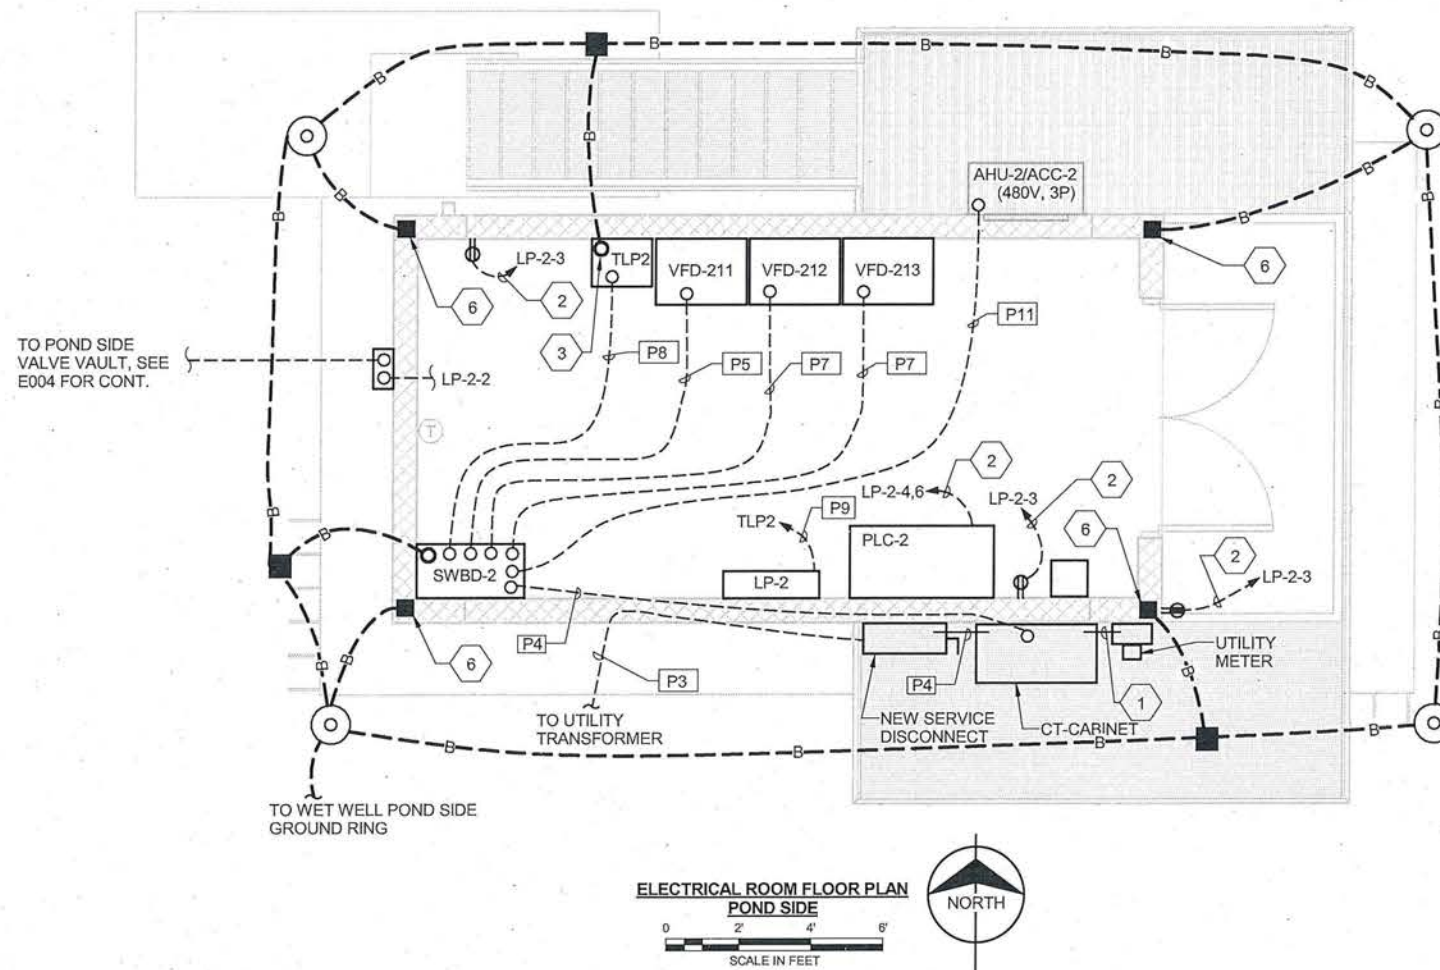 B
B
B
B
B
AHU-2/ACC-2
(480V, 3P)
B
B
B
B
B
B
LP-2-3
TLP2
VFD-211
VFD-212
VFD-213
6
2
6
3
P11
TO POND SIDE
VALVE VAULT, SEE
E004 FOR CONT.
P8
P5
P7
P7
LP-2-2
B
T
2
2
LP-2-4,6
LP-2-3
B
P9
TLP2
6
B
PLC-2
2
SWBD-2
LP-2
LP-2-3
P4
6
B
B
P3
P4
UTILITY
METER
B
B
1
TO UTILITY
TRANSFORMER
NEW SERVICE
DISCONNECT
CT-CABINET
B
B
B
B
TO WET WELL POND SIDE
GROUND RING
ELECTRICAL ROOM FLOOR PLAN
POND SIDE
NORTH
0 2' 4' 6'
SCALE IN FEET